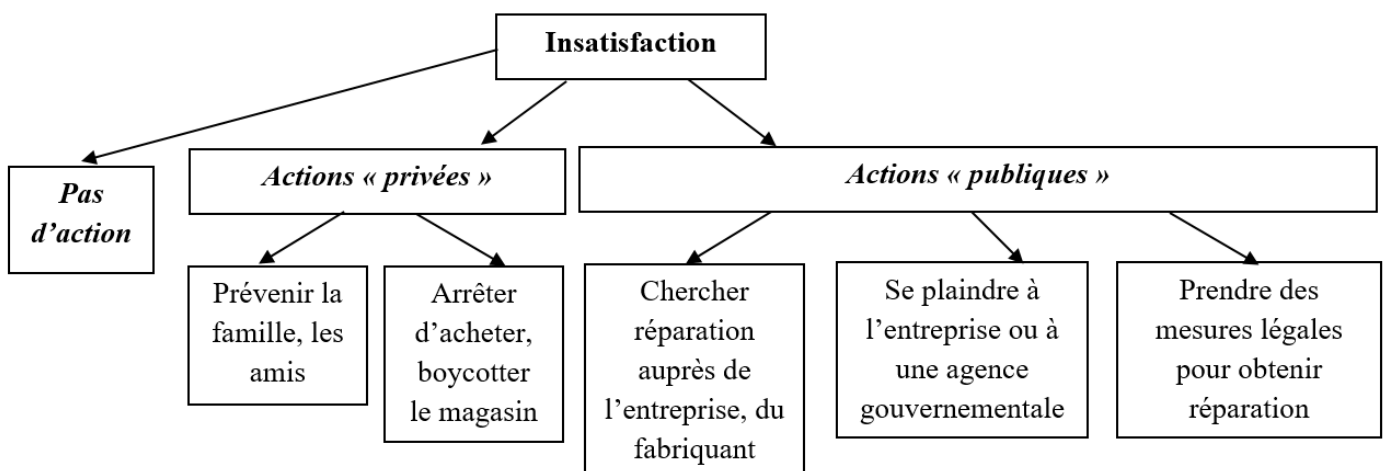 Insatisfaction
Pas
d’action
Actions « privées »
Actions « publiques »
Prévenir la
famille, les
amis
Arrêter
d’acheter,
boycotter
le magasin
Chercher
réparation
auprès de
l’entreprise, du
fabriquant
Se plaindre à
l’entreprise ou à
une agence
gouvernementale
Prendre des
mesures légales
pour obtenir
réparation